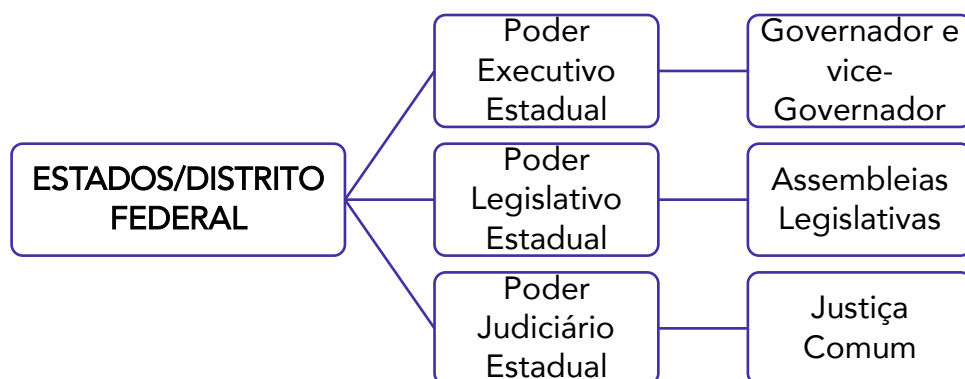 ESTADOS/DISTRITO
FEDERAL
Poder
Executivo
Estadual
Governador e
vice-
Governador
Poder
Legislativo
Estadual
Assembleias
Legislativas
Poder
Judiciário
Estadual
Justiça
Comum